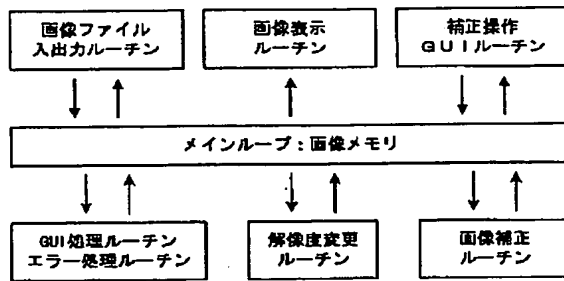 画像ファイル
入出力ルーチン
画像表示
ルーチン
補正操作
GUIルーチン
メインループ:画像メモリ
GUI処理ルーチン
エラー処理ルーチン
解像度変更
ルーチン
画像補正
ルーチン